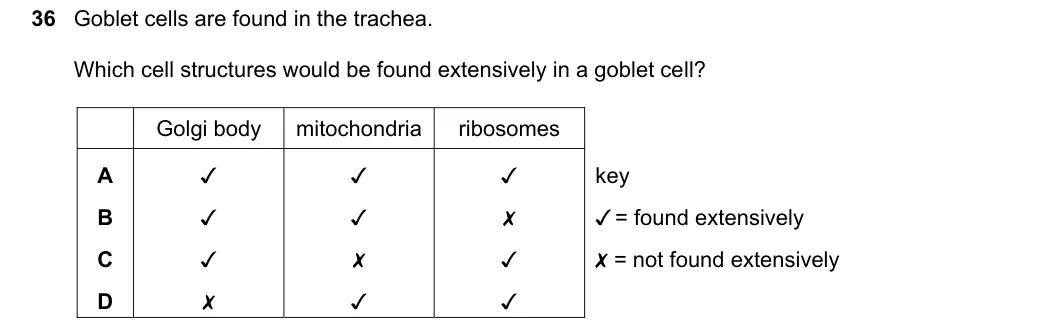 36 Goblet cells are found in the trachea.
Which cell structures would be found extensively in a goblet cell?
Golgi body mitochondria ribosomes
A ✓ ✓ ✓ key
B ✓ ✓ ✗ ✓ = found extensively
C ✓ ✗ ✓ ✗ = not found extensively
D ✗ ✓ ✓